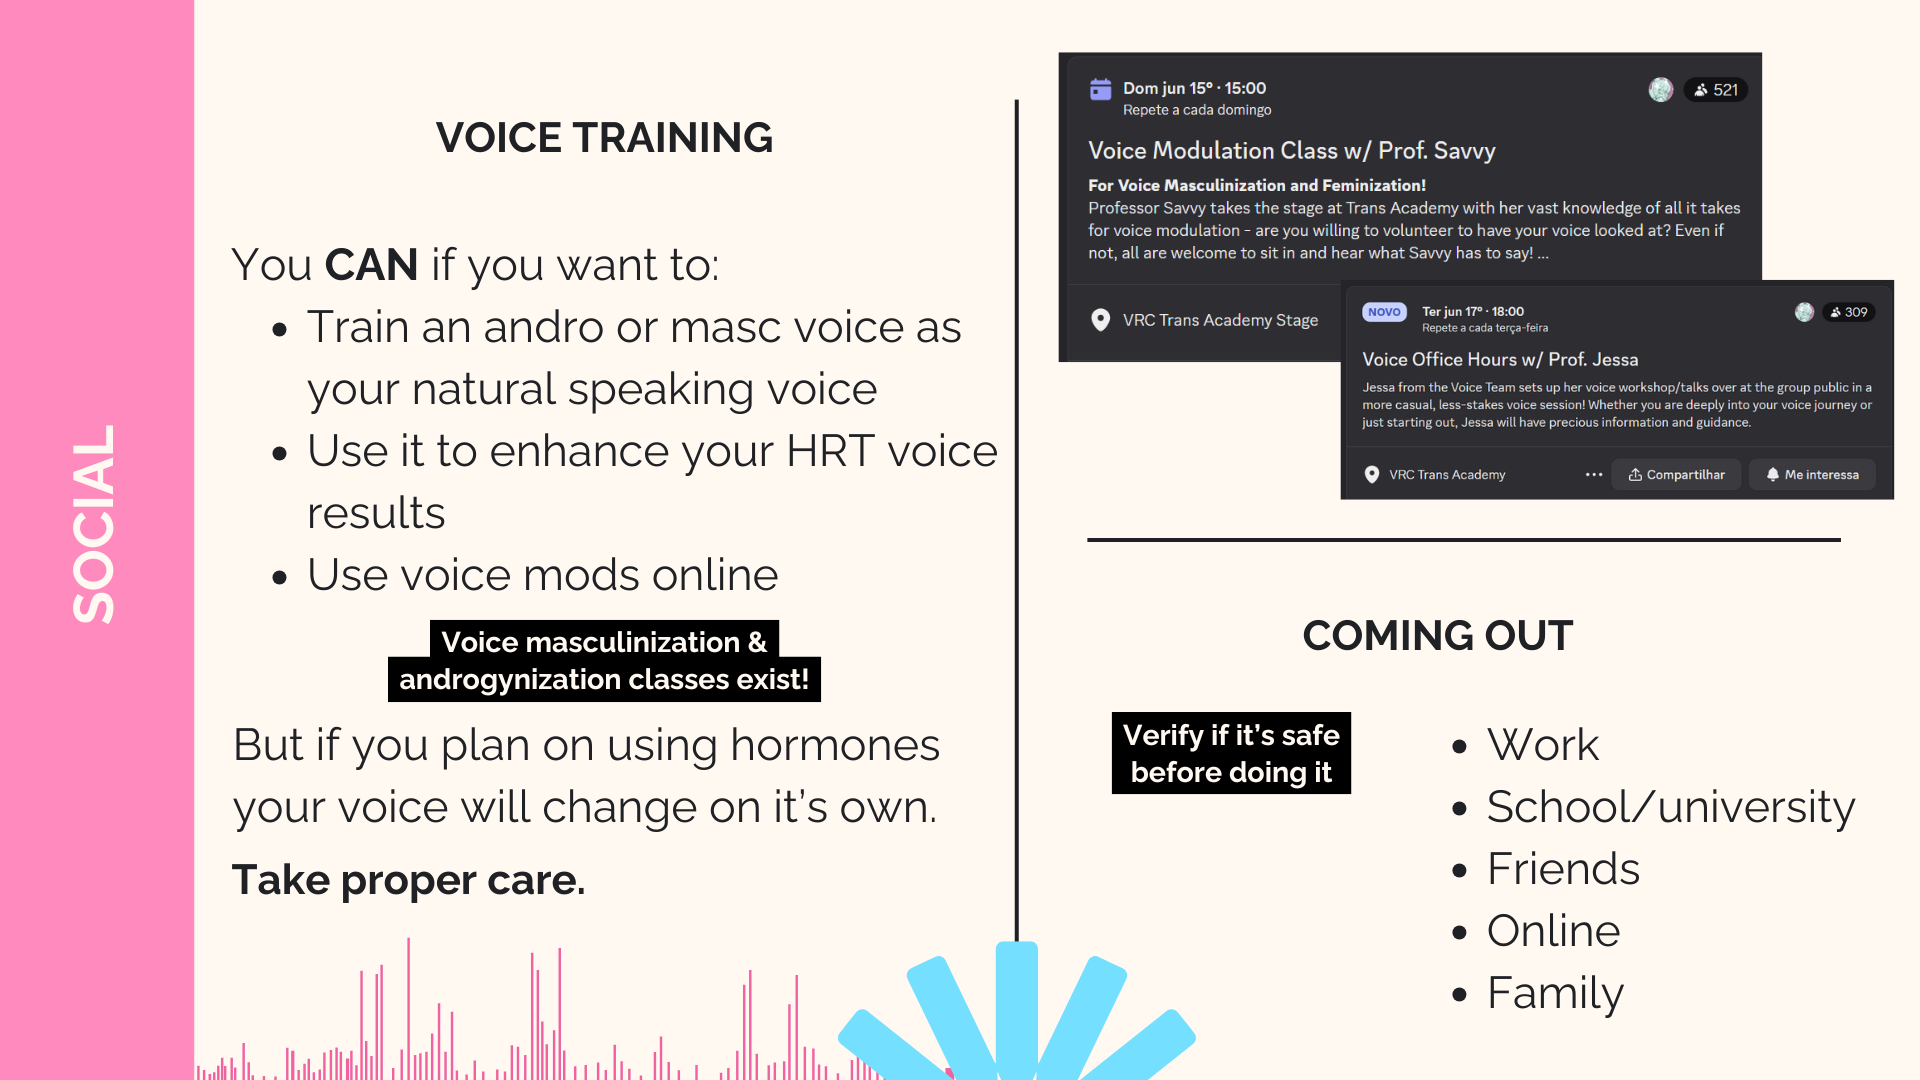 SOCIAL
VOICE TRAINING
You CAN if you want to:
• Train an andro or masc voice as
your natural speaking voice
• Use it to enhance your HRT voice
results
• Use voice mods online
Voice masculinization &
androgynization classes exist!
But if you plan on using hormones
your voice will change on it's own.
Take proper care.
Dom jun 15º · 15:00
521
Repete a cada domingo
Voice Modulation Class w/ Prof. Savvy
For Voice Masculinization and Feminization!
Professor Savvy takes the stage at Trans Academy with her vast knowledge of all it takes
for voice modulation - are you willing to volunteer to have your voice looked at? Even if
not, all are welcome to sit in and hear what Savvy has to say! ...
VRC Trans Academy Stage
NOVO
Ter jun 17º · 18:00
309
Repete a cada terça-feira
Voice Office Hours w/ Prof. Jessa
Jessa from the Voice Team sets up her voice workshop/talks over at the group public in a
more casual, less-stakes voice session! Whether you are deeply into your voice journey or
just starting out, Jessa will have precious information and guidance.
VRC Trans Academy
Compartilhar
Me interessa
COMING OUT
Verify if it's safe
before doing it
• Work
• School/university
• Friends
• Online
• Family